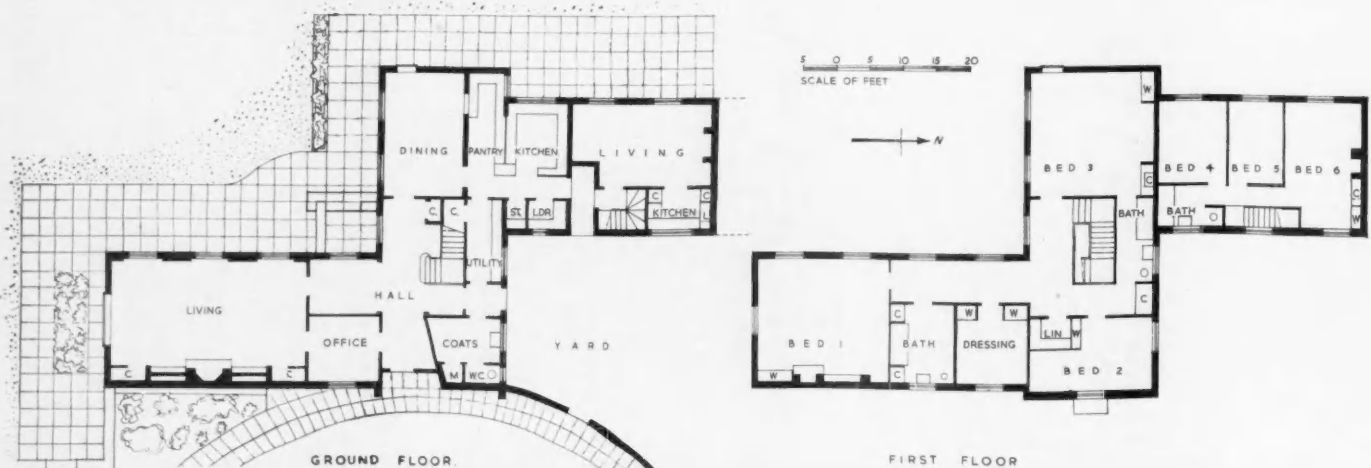 5 0 5 10 15 20
SCALE OF FEET
N
DINING
PANTRY
KITCHEN
LIVING
C.
C.
ST.
LDR
C
KITCHEN
C
L
UTILITY
HALL
LIVING
OFFICE
COATS
YARD
C.
C.
M
WC
GROUND FLOOR.
W
BED 3
BED 4
BED 5
BED 6
C
BATH
BATH
C
W
C
BED 1
C
BATH
W
W
DRESSING
LIN
W
BED 2
W
C
FIRST FLOOR